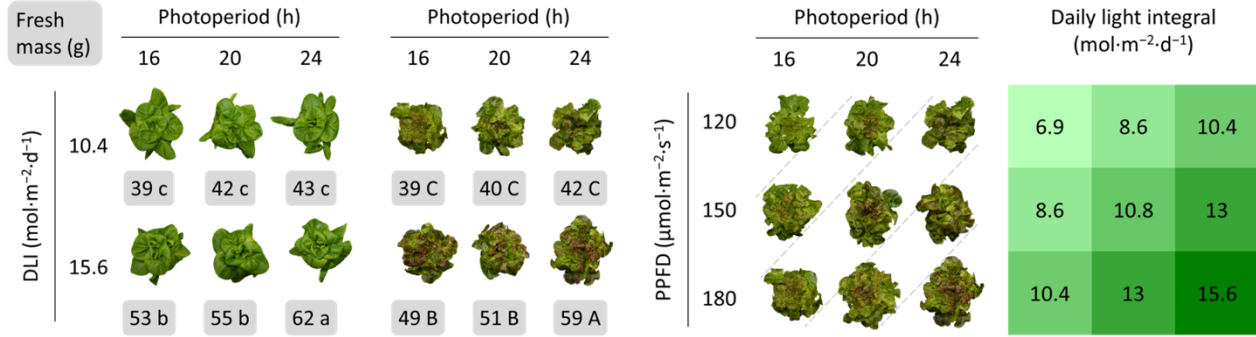 Fresh
mass (g)
Photoperiod (h)
16 20 24
Photoperiod (h)
16 20 24
DLI (mol·m⁻²·d⁻¹)
10.4
39 c 42 c 43 c
39 C 40 C 42 C
15.6
53 b 55 b 62 a
49 B 51 B 59 A
Photoperiod (h)
16 20 24
PPFD (μmol·m⁻²·s⁻¹)
120
150
180
Daily light integral
(mol·m⁻²·d⁻¹)
6.9 8.6 10.4
8.6 10.8 13
10.4 13 15.6